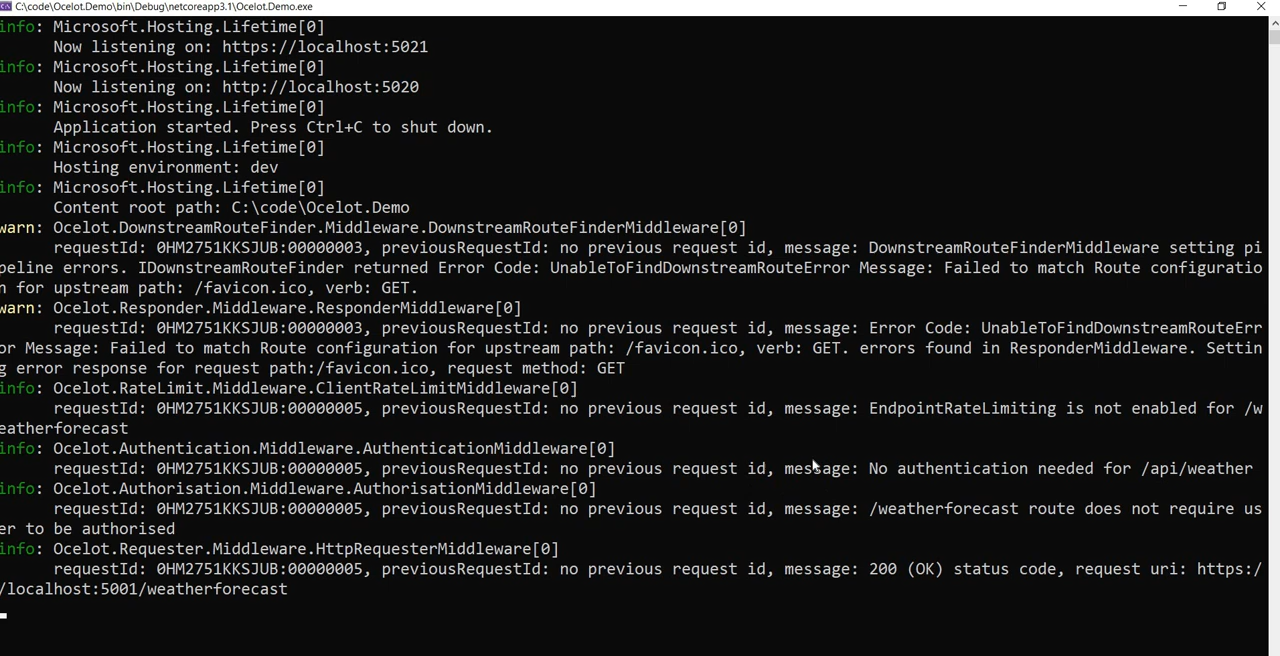 C:\code\Ocelot.Demo\bin\Debug\netcoreapp3.1\Ocelot.Demo.exe
info: Microsoft.Hosting.Lifetime[0]
Now listening on: https://localhost:5021
info: Microsoft.Hosting.Lifetime[0]
Now listening on: http://localhost:5020
info: Microsoft.Hosting.Lifetime[0]
Application started. Press Ctrl+C to shut down.
info: Microsoft.Hosting.Lifetime[0]
Hosting environment: dev
info: Microsoft.Hosting.Lifetime[0]
Content root path: C:\code\Ocelot.Demo
warn: Ocelot.DownstreamRouteFinder.Middleware.DownstreamRouteFinderMiddleware[0]
requestId: 0HM2751KKSJUB:00000003, previousRequestId: no previous request id, message: DownstreamRouteFinderMiddleware setting pi
peline errors. IDownstreamRouteFinder returned Error Code: UnableToFindDownstreamRouteError Message: Failed to match Route configuratio
n for upstream path: /favicon.ico, verb: GET.
warn: Ocelot.Responder.Middleware.ResponderMiddleware[0]
requestId: 0HM2751KKSJUB:00000003, previousRequestId: no previous request id, message: Error Code: UnableToFindDownstreamRouteErr
or Message: Failed to match Route configuration for upstream path: /favicon.ico, verb: GET. errors found in ResponderMiddleware. Settin
g error response for request path:/favicon.ico, request method: GET
info: Ocelot.RateLimit.Middleware.ClientRateLimitMiddleware[0]
requestId: 0HM2751KKSJUB:00000005, previousRequestId: no previous request id, message: EndpointRateLimiting is not enabled for /w
eatherforecast
info: Ocelot.Authentication.Middleware.AuthenticationMiddleware[0]
requestId: 0HM2751KKSJUB:00000005, previousRequestId: no previous request id, message: No authentication needed for /api/weather
info: Ocelot.Authorisation.Middleware.AuthorisationMiddleware[0]
requestId: 0HM2751KKSJUB:00000005, previousRequestId: no previous request id, message: /weatherforecast route does not require us
er to be authorised
info: Ocelot.Requester.Middleware.HttpRequesterMiddleware[0]
requestId: 0HM2751KKSJUB:00000005, previousRequestId: no previous request id, message: 200 (OK) status code, request uri: https:/
/localhost:5001/weatherforecast